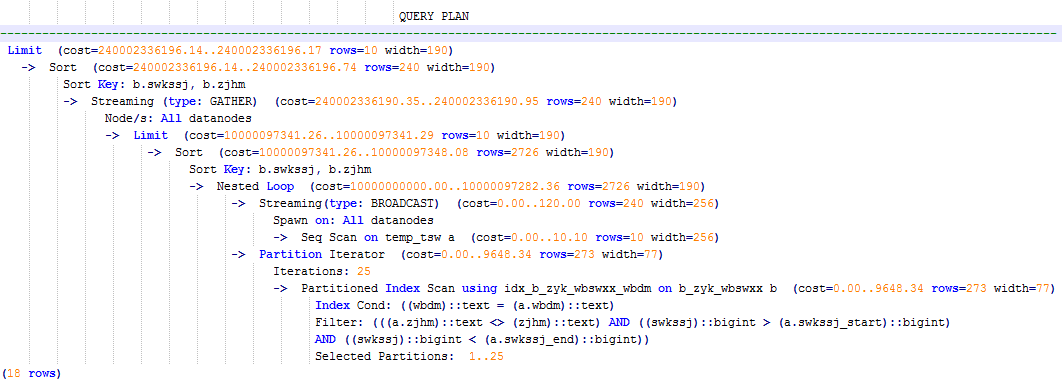 QUERY PLAN
Limit (cost=240002336196.14..240002336196.17 rows=10 width=190)
-> Sort (cost=240002336196.14..240002336196.74 rows=240 width=190)
Sort Key: b.swkssj, b.zjhm
-> Streaming (type: GATHER) (cost=240002336190.35..240002336190.95 rows=240 width=190)
Node/s: All datanodes
-> Limit (cost=10000097341.26..10000097341.29 rows=10 width=190)
-> Sort (cost=10000097341.26..10000097348.08 rows=2726 width=190)
Sort Key: b.swkssj, b.zjhm
-> Nested Loop (cost=10000000000.00..10000097282.36 rows=2726 width=190)
-> Streaming(type: BROADCAST) (cost=0.00..120.00 rows=240 width=256)
Spawn on: All datanodes
-> Seq Scan on temp_tsw a (cost=0.00..10.10 rows=10 width=256)
-> Partition Iterator (cost=0.00..9648.34 rows=273 width=77)
Iterations: 25
-> Partitioned Index Scan using idx_b_zyk_wbswxx_wbdm on b_zyk_wbswxx b (cost=0.00..9648.34 rows=273 width=77)
Index Cond: ((wbdm)::text = (a.wbdm)::text)
Filter: (((a.zjhm)::text <> (zjhm)::text) AND ((swkssj)::bigint > (a.swkssj_start)::bigint)
AND ((swkssj)::bigint < (a.swkssj_end)::bigint))
Selected Partitions: 1..25
(18 rows)